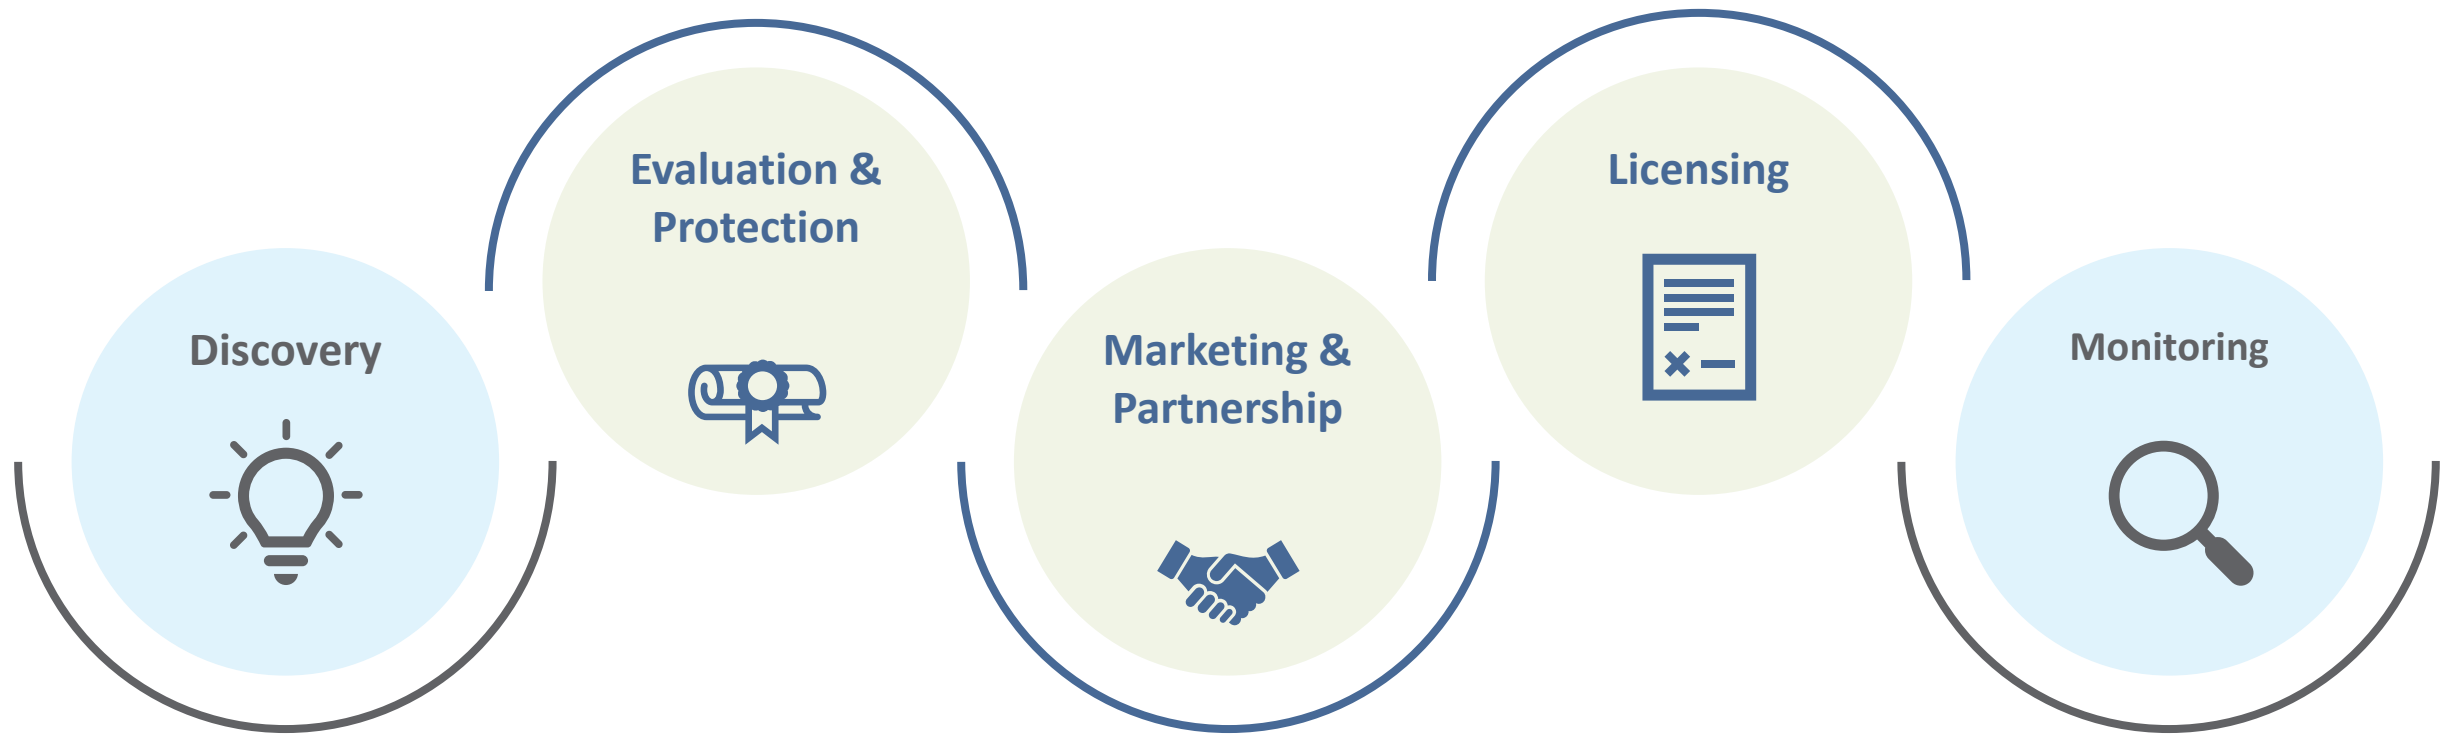 Discovery
Evaluation &
Protection
Marketing &
Partnership
Licensing
Monitoring